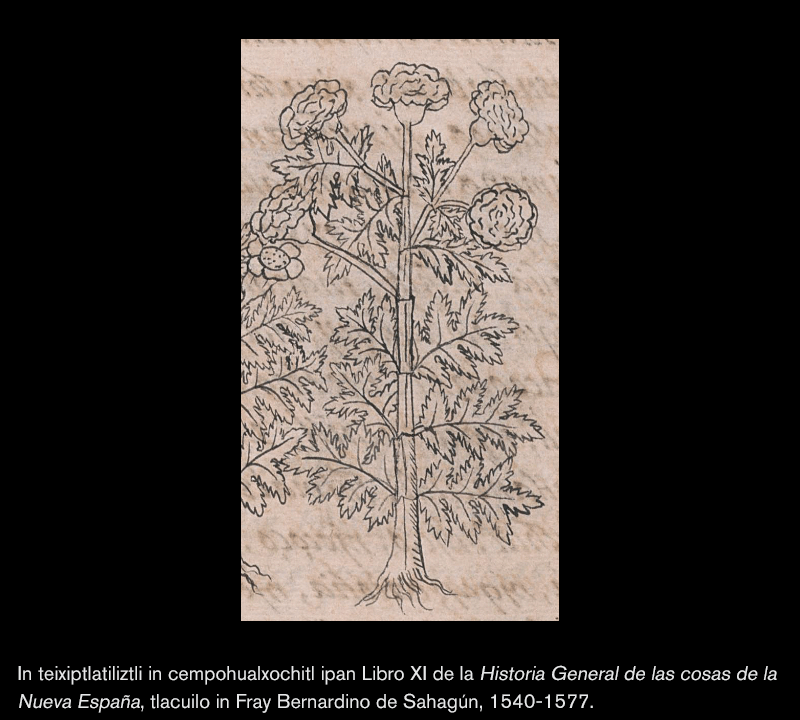 In teixiptlatiliztli in cempohualxochitl ipan Libro XI de la Historia General de las cosas de la
Nueva España, tlacuilo in Fray Bernardino de Sahagún, 1540-1577.